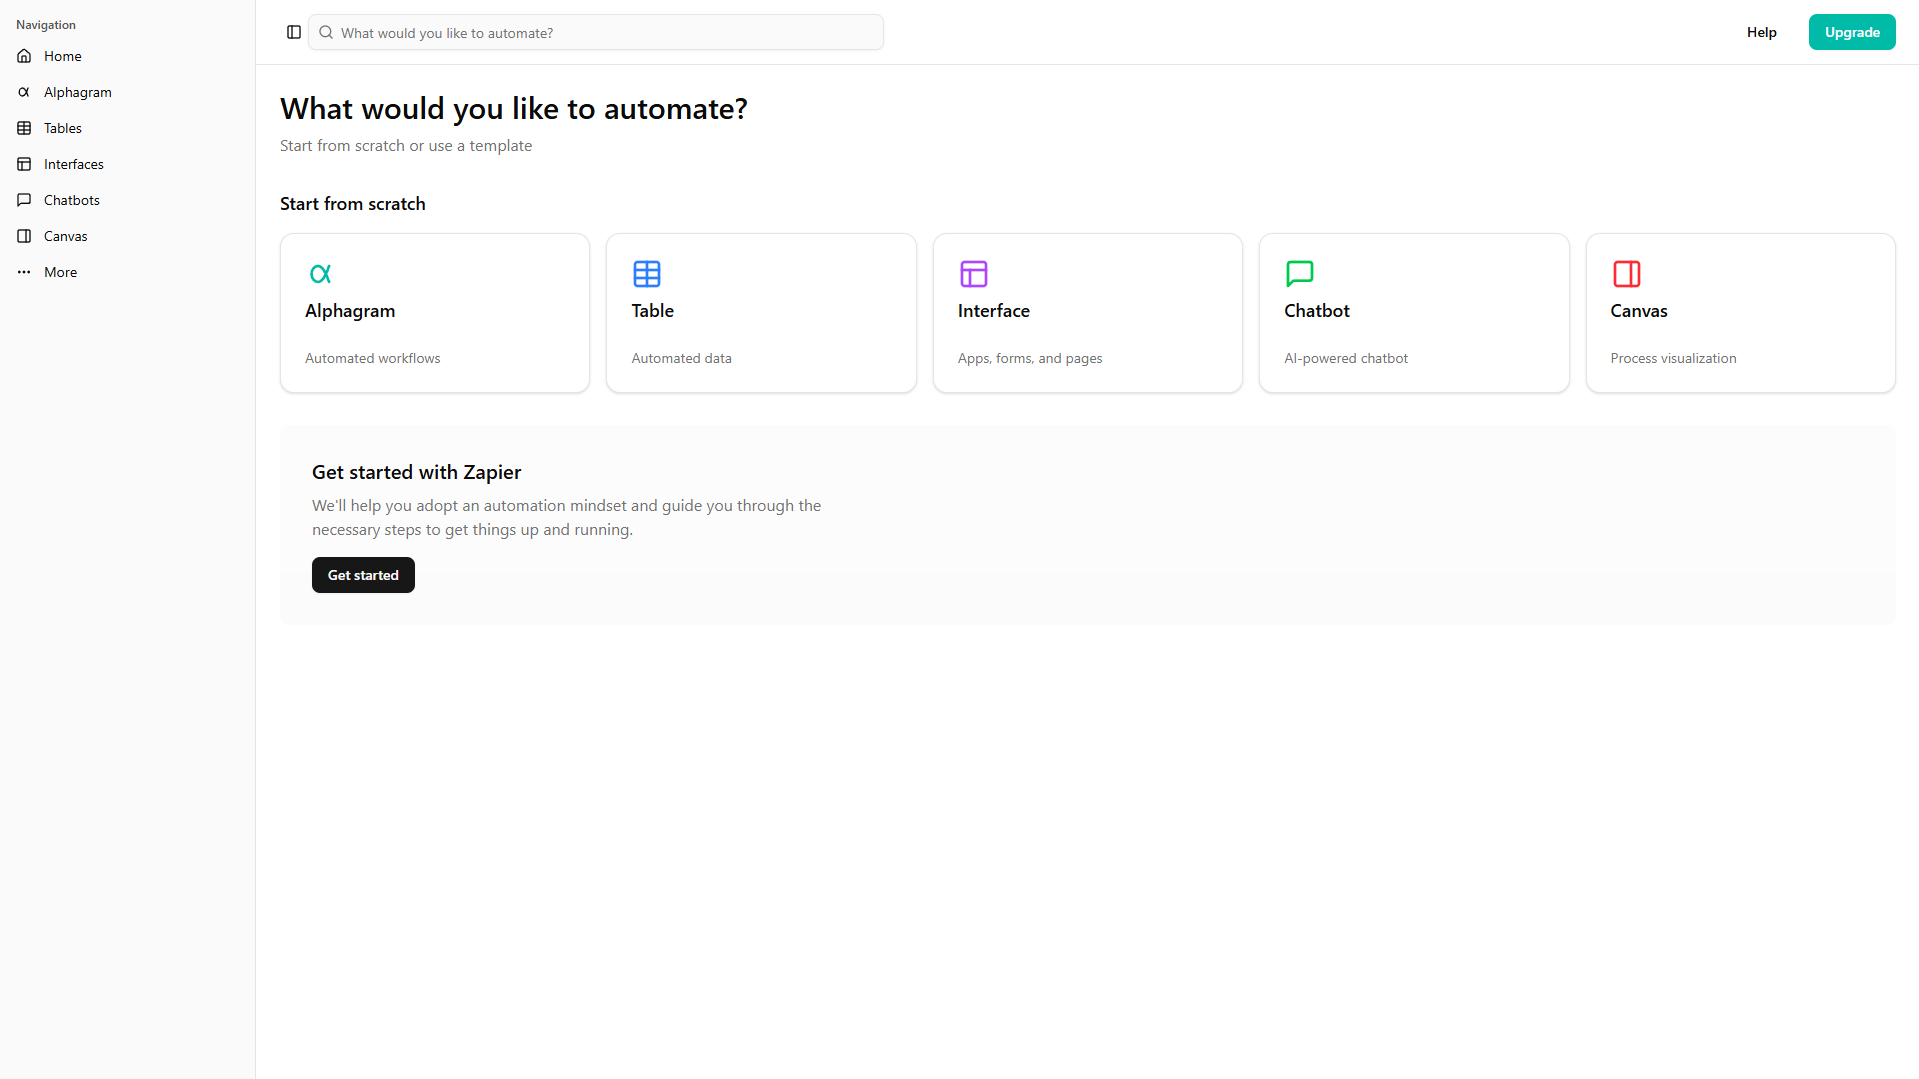 Navigation
Home
Alphagram
Tables
Interfaces
Chatbots
Canvas
More
What would you like to automate?
Help
Upgrade
What would you like to automate?
Start from scratch or use a template
Start from scratch
Alphagram
Automated workflows
Table
Automated data
Interface
Apps, forms, and pages
Chatbot
AI-powered chatbot
Canvas
Process visualization
Get started with Zapier
We'll help you adopt an automation mindset and guide you through the
necessary steps to get things up and running.
Get started